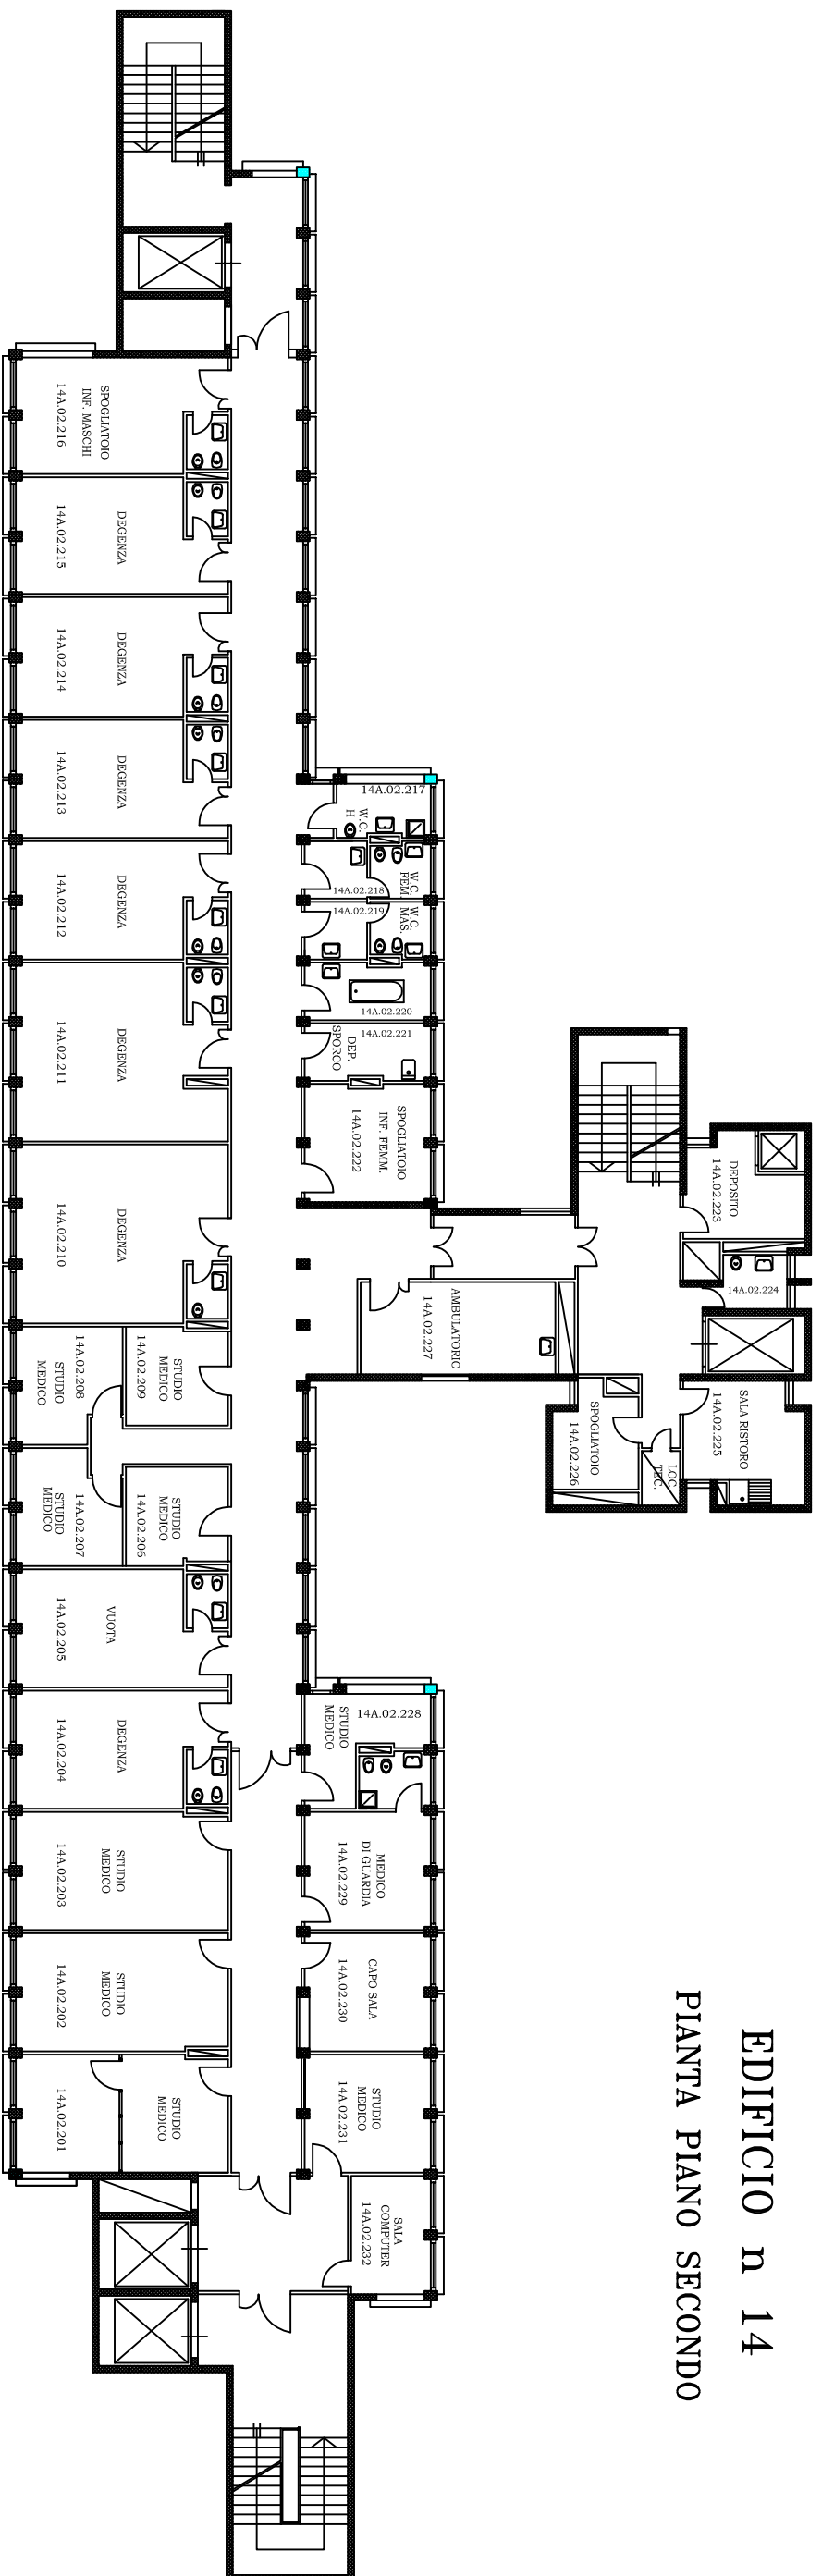 EDIFICIO n 14
PIANTA PIANO SECONDO
SPOGLIATOIO
INF. MASCHI
14A.02.216
DEGENZA
14A.02.215
DEGENZA
14A.02.214
DEGENZA
14A.02.213
DEGENZA
14A.02.212
DEGENZA
14A.02.211
DEGENZA
14A.02.210
STUDIO
MEDICO
14A.02.209
14A.02.208
STUDIO
MEDICO
STUDIO
MEDICO
14A.02.206
14A.02.207
STUDIO
MEDICO
VUOTA
14A.02.205
DEGENZA
14A.02.204
STUDIO
MEDICO
14A.02.203
STUDIO
MEDICO
14A.02.202
STUDIO
MEDICO
14A.02.201
14A.02.217
W.C.
H
W.C.
FEM.
14A.02.218
14A.02.219
W.C.
MAS.
14A.02.220
14A.02.221
DEP.
SPORCO
SPOGLIATOIO
INF. FEMM.
14A.02.222
DEPOSITO
14A.02.223
14A.02.224
SALA RISTORO
14A.02.225
LOC.
TEC.
SPOGLIATOIO
14A.02.226
AMBULATORIO
14A.02.227
14A.02.228
STUDIO
MEDICO
MEDICO
DI GUARDIA
14A.02.229
CAPO SALA
14A.02.230
STUDIO
MEDICO
14A.02.231
SALA
COMPUTER
14A.02.232